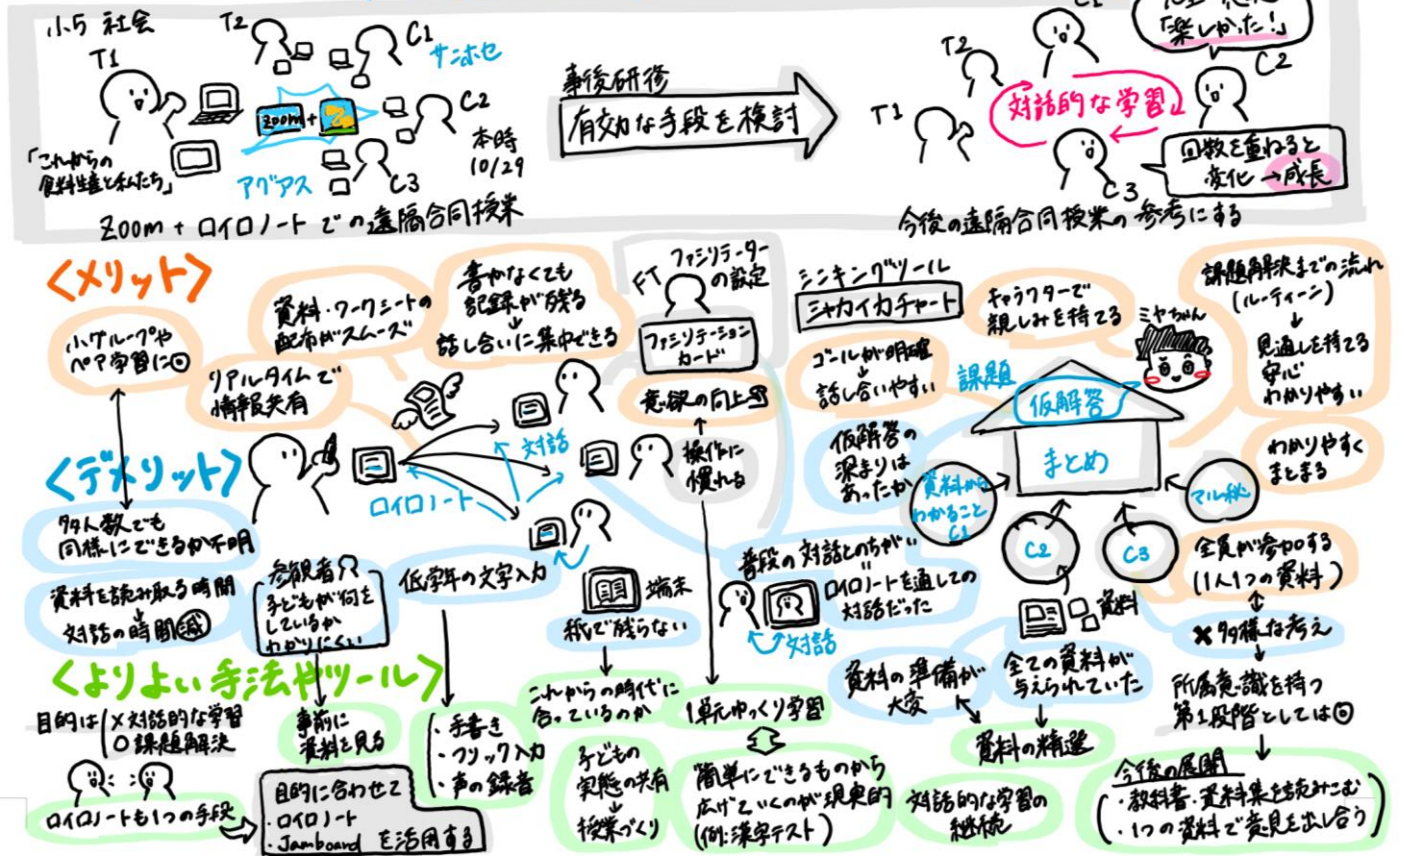 小5 社会
T1
T2
C1
サンホセ
zoom +
C2
本時
10/29
「これからの
食料生産と私たち」
アグアス
C3
Zoom + ロイロノート での遠隔合同授業
事後研修
有効な手段を検討
C1
「楽しかった!」
T2
C2
T1
対話的な学習
C3
回数を重ねると
変化→成長
今後の遠隔合同授業の参考にする
<メリット>
小グループや
ペア学習に◎
資料・ワークシートの
配布がスムーズ
書かなくても
記録が残る
話し合いに集中できる
リアルタイムで
情報共有
FT
ファシリテーター
の設定
ファシリテーション
カード
意欲の向上
操作に
慣れる
シンキングツール
シャカイカチャート
ゴールが明確
話し合いやすい
キャラクターで
親しみを持てる
ミヤちゃん
課題解決までの流れ
(ルーティーン)
見通しを持てる
安心
わかりやすい
課題
仮解答
まとめ
わかりやすく
まとまる
仮解答の
深まりは
あったか
資料から
わかること
C1
C2
C3
マル秘
資料
全員が参加する
(1人1つの資料)
×多様な考え
<デメリット>
対話
ロイロノート
多人数でも
同様にできるか不明
資料を読み取る時間
対話の時間減
参観者
子どもが何を
しているか
わかりにくい
低学年の文字入力
端末
紙で残らない
普段の対話とのちがい
ロイロノートを通しての
対話だった
対話
資料の準備が
大変
全ての資料が
与えられていた
所属意識を持つ
第1段階としては◎
<よりよい手法やツール>
目的は
×対話的な学習
○課題解決
ロイロノートも1つの手段
事前に
資料を見る
目的に合わせて
・ロイロノート
・Jamboard を活用する
・手書き
・フリック入力
・声の録音
これからの時代に
合っているのか
子どもの
実態の共有
授業づくり
1単元ゆっくり学習
簡単にできるものから
広げていくのが現実的
(例:漢字テスト)
資料の精選
対話的な学習の
継続
今後の展開
・教科書・資料集を読みこむ
・1つの資料で意見を出し合う